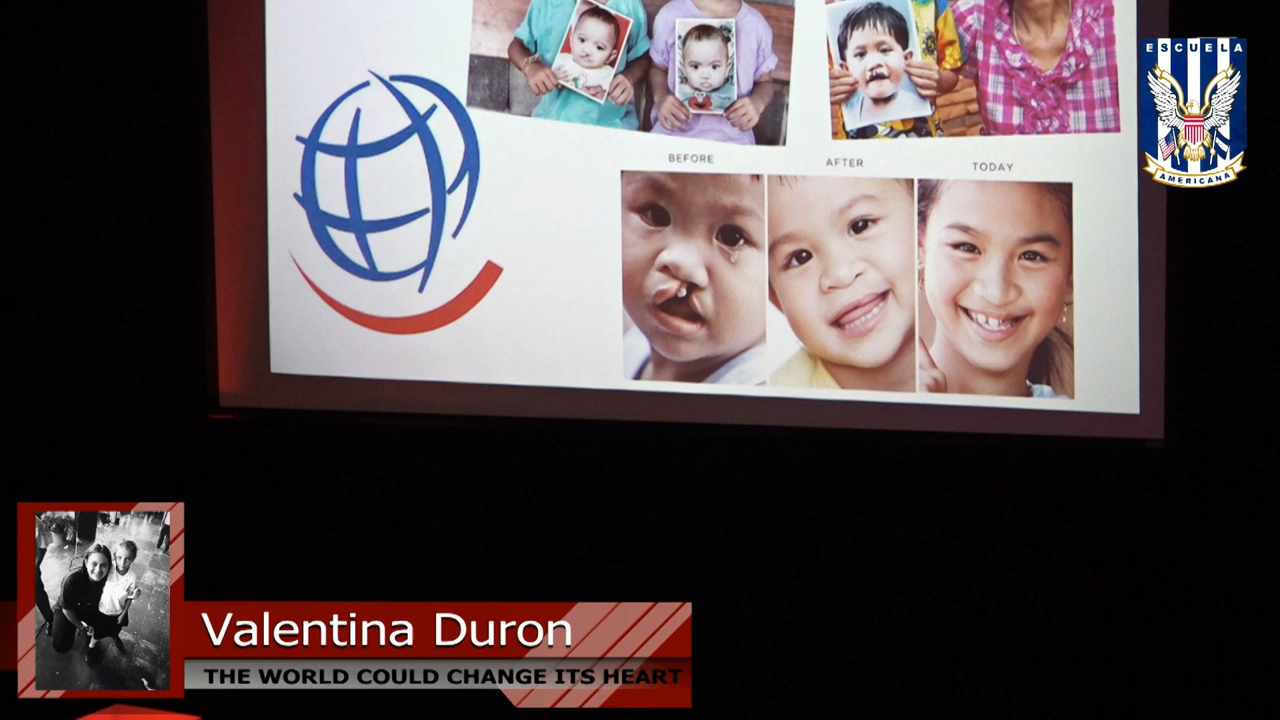 ESCUELA
AMERICANA
BEFORE
AFTER
TODAY
Valentina Duron
THE WORLD COULD CHANGE ITS HEART